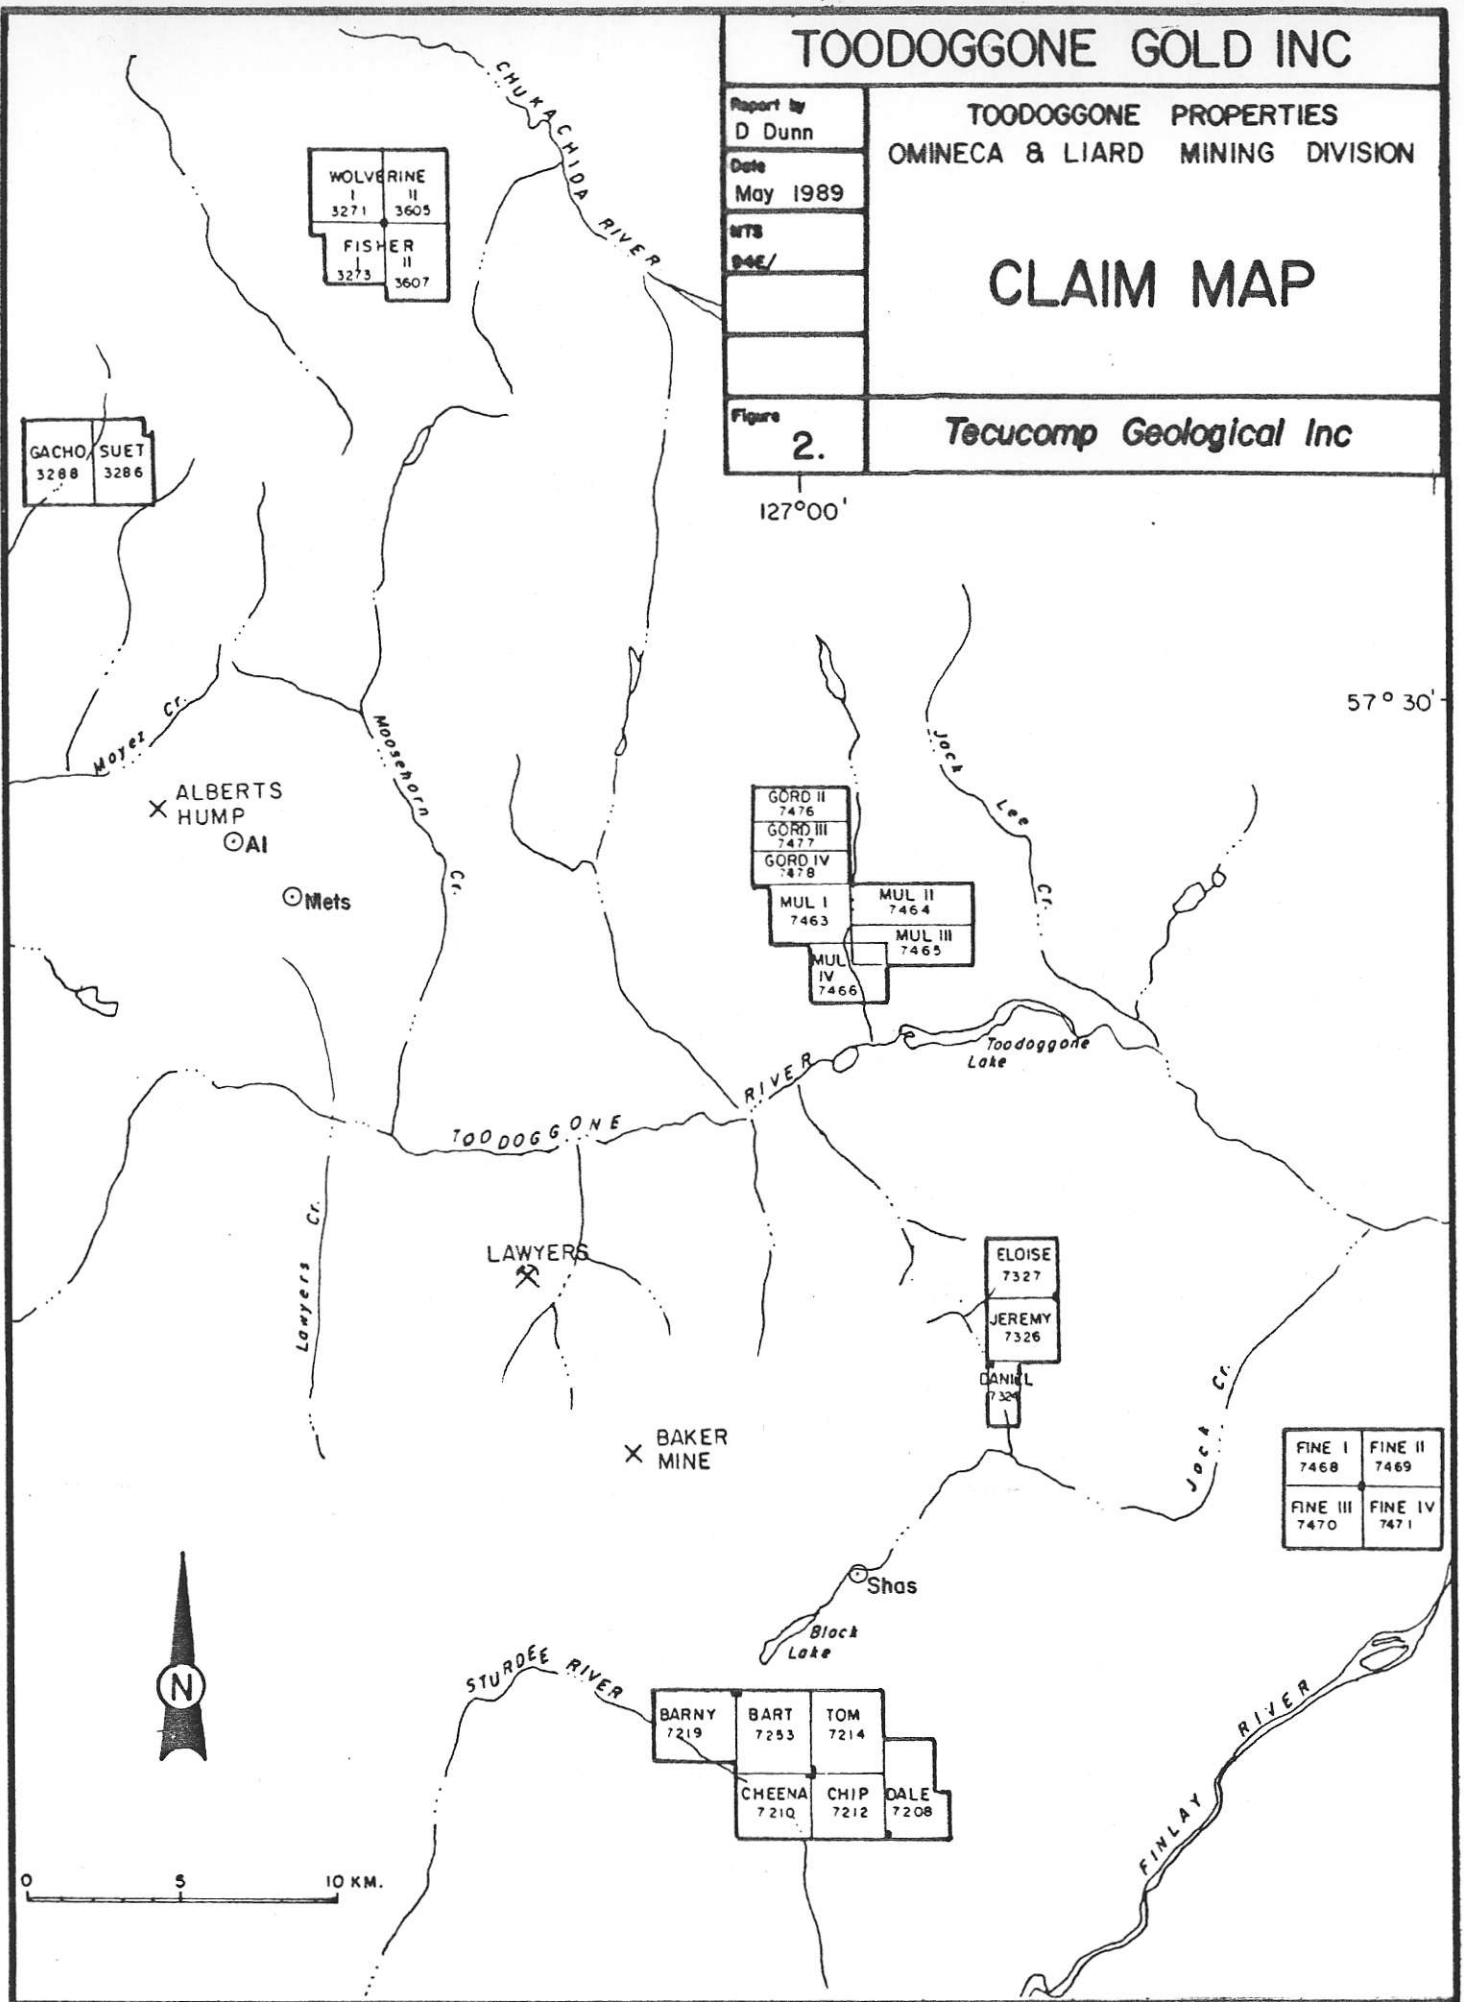 TOODOGGONE GOLD INC
Report by
D Dunn
Date
May 1989
NTS
94E/
Figure
2.
TOODOGGONE PROPERTIES
OMINECA & LIARD MINING DIVISION
CLAIM MAP
Tecucomp Geological Inc
127°00'
57°30'
CHUKACHIDA RIVER
WOLVERINE
I II
3271 3605
FISHER
I II
3273 3607
GACHO SUET
3288 3286
Moyez Cr.
Moosehorn Cr.
ALBERTS
HUMP
Al
Mets
Jock Lee Cr.
GORD II
7476
GORD III
7477
GORD IV
7478
MUL I
7463
MUL II
7464
MUL III
7465
MUL
IV
7466
Toodoggone
Lake
TOODOGGONE RIVER
Lawyers Cr.
LAWYERS
ELOISE
7327
JEREMY
7326
DANIEL
BAKER
MINE
Jock Cr.
FINE I FINE II
7468 7469
FINE III FINE IV
7470 7471
Shas
Black
Lake
STURDEE RIVER
BARNY BART TOM
7219 7253 7214
CHEENA CHIP DALE
7210 7212 7208
FINLAY RIVER
N
0 5 10 KM.